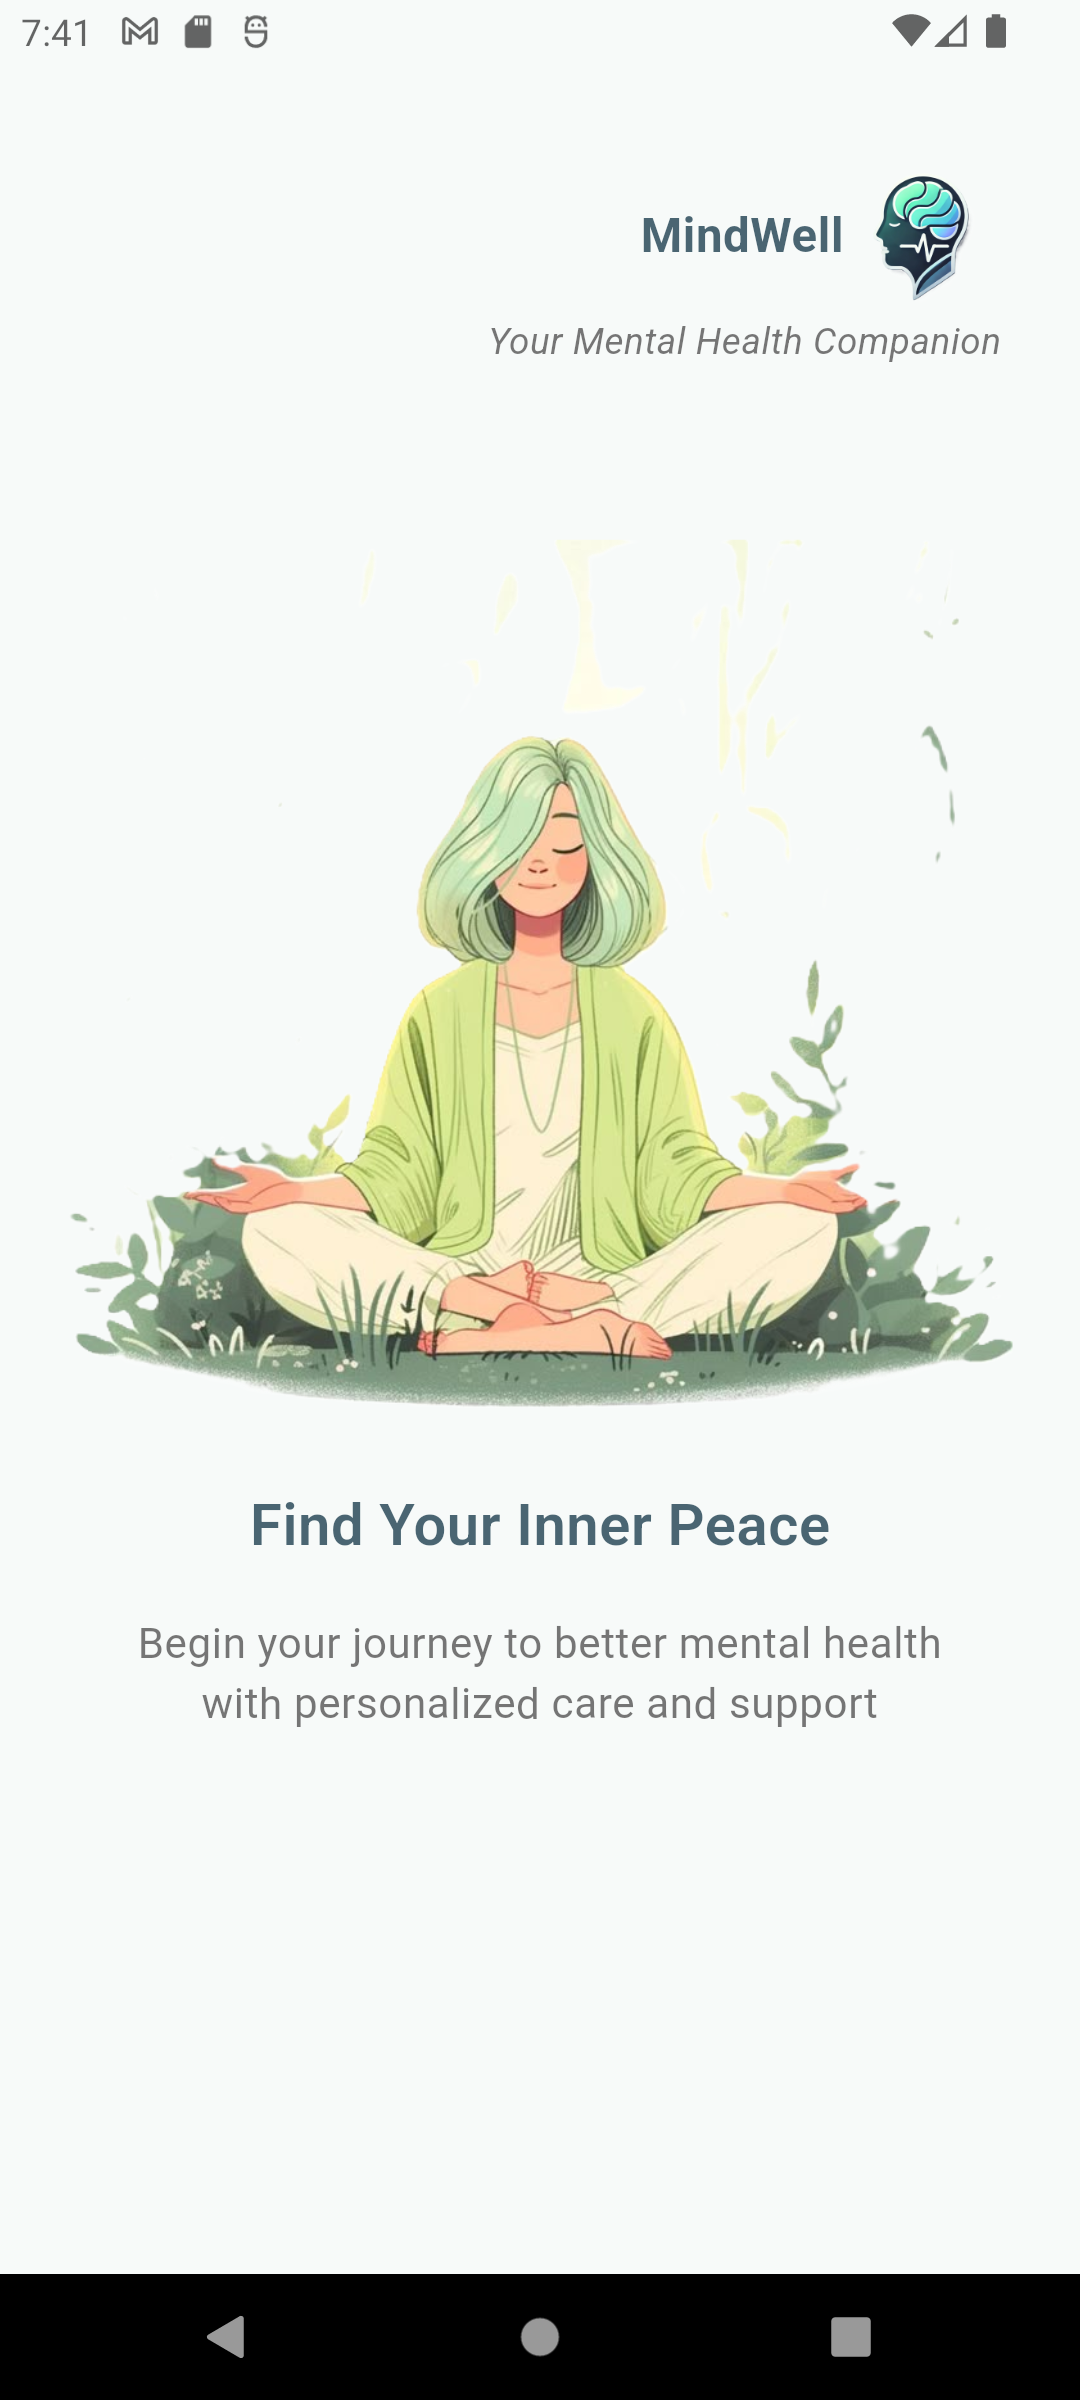 7:41
MindWell
Your Mental Health Companion
Find Your Inner Peace
Begin your journey to better mental health
with personalized care and support